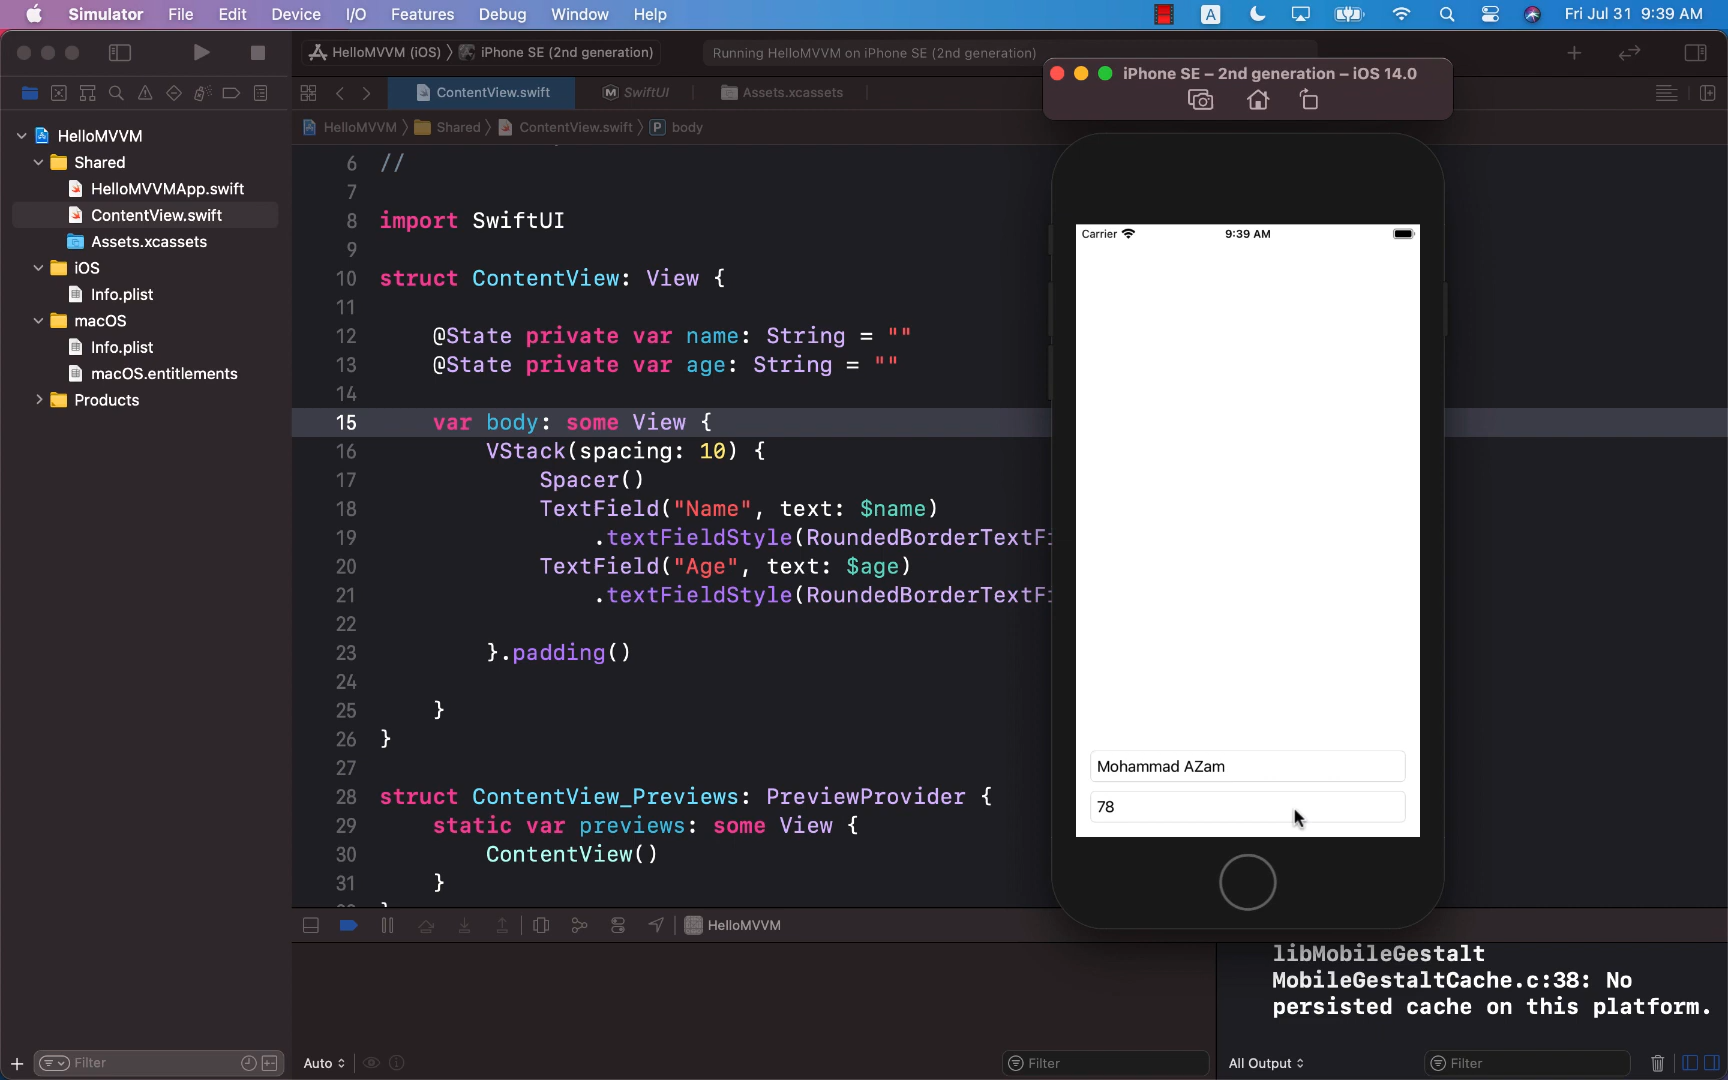 Simulator File Edit Device I/O Features Debug Window Help
A Fri Jul 31 9:39 AM
HelloMVVM (iOS) iPhone SE (2nd generation)
Running HelloMVVM on iPhone SE (2nd generation)
iPhone SE – 2nd generation – iOS 14.0
ContentView.swift
M SwiftUI
Assets.xcassets
HelloMVVM Shared ContentView.swift P body
HelloMVVM
Shared
HelloMVVMApp.swift
ContentView.swift
Assets.xcassets
iOS
Info.plist
macOS
Info.plist
macOS.entitlements
Products
6 //
7
8 import SwiftUI
9
10 struct ContentView: View {
11
12 @State private var name: String = ""
13 @State private var age: String = ""
14
15 var body: some View {
16 VStack(spacing: 10) {
17 Spacer()
18 TextField("Name", text: $name)
19 .textFieldStyle(RoundedBorderTextFi
20 TextField("Age", text: $age)
21 .textFieldStyle(RoundedBorderTextFi
22
23 }.padding()
24
25 }
26 }
27
28 struct ContentView_Previews: PreviewProvider {
29 static var previews: some View {
30 ContentView()
31 }
Carrier 9:39 AM
Mohammad AZam
78
HelloMVVM
libMobileGestalt
MobileGestaltCache.c:38: No
persisted cache on this platform.
Filter
Auto
Filter
All Output
Filter